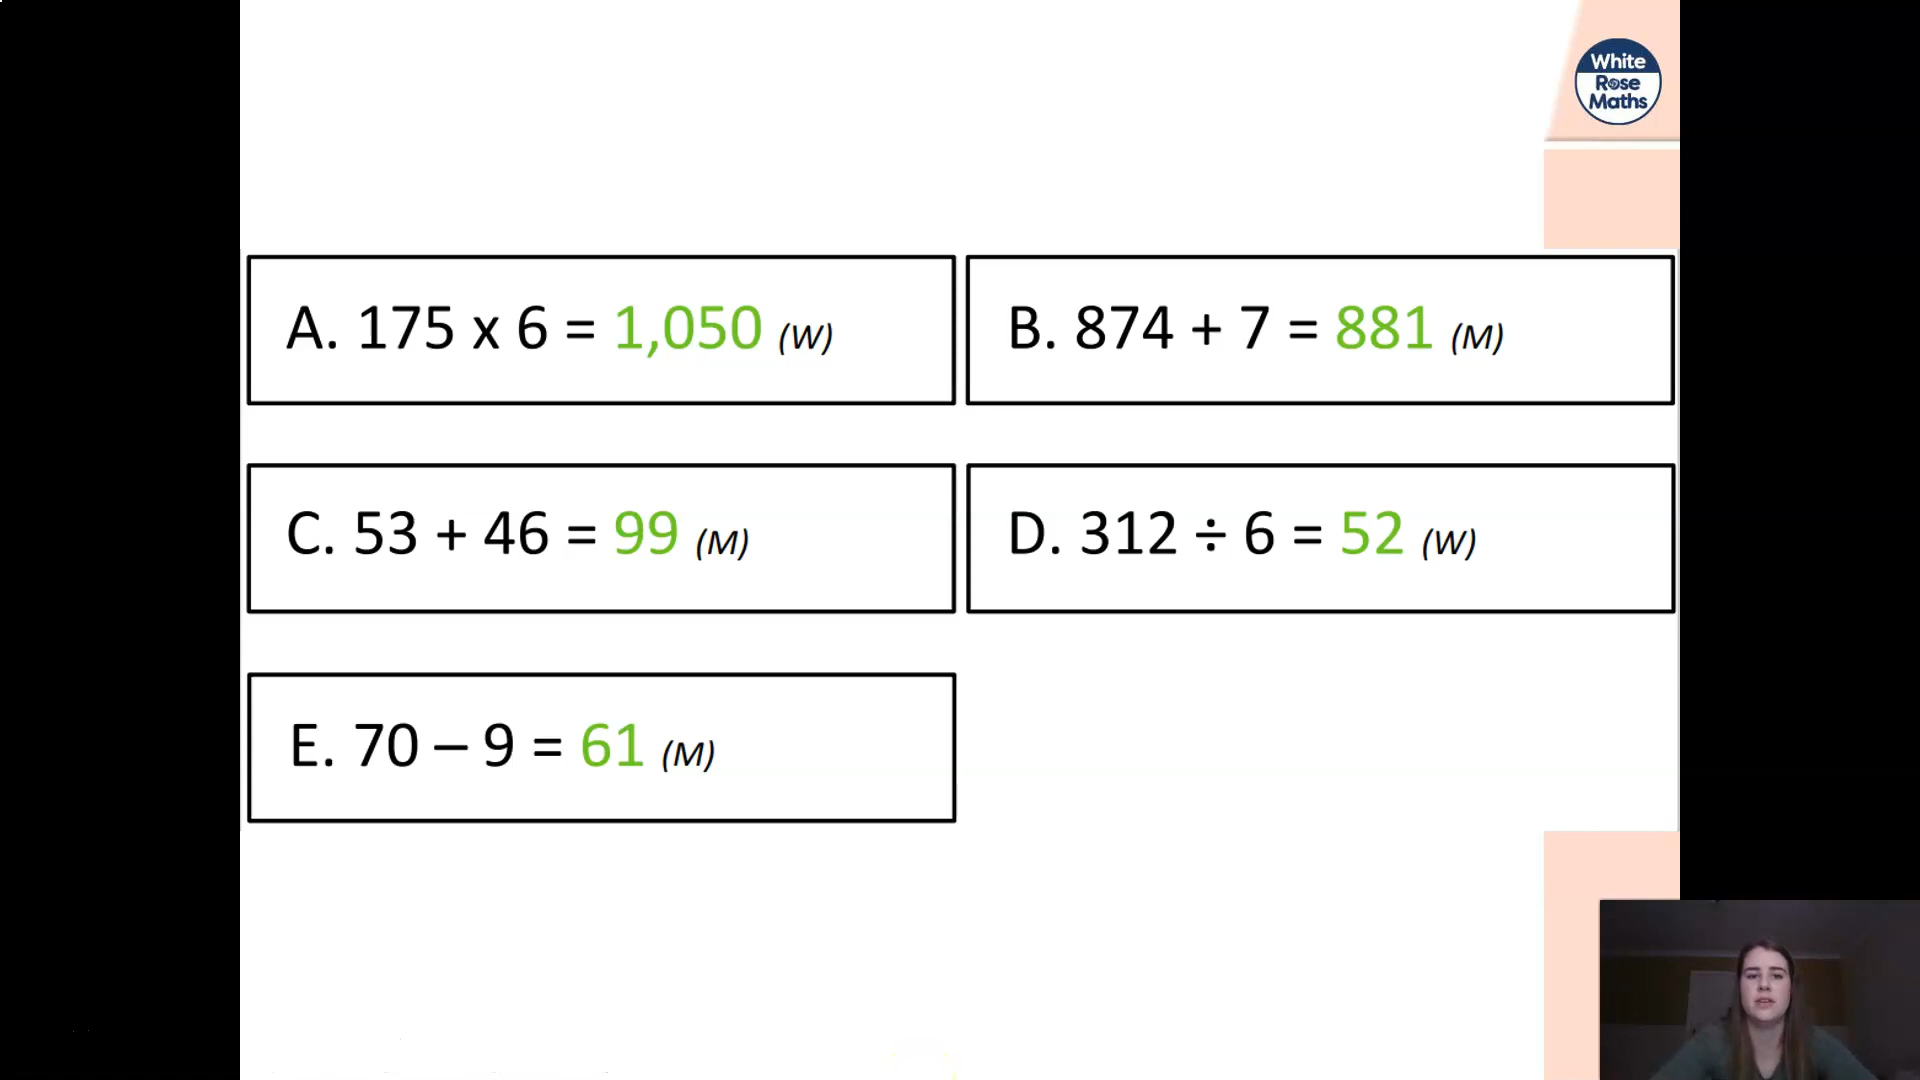 White
Rose
Maths
A. 175 x 6 = 1,050 (W)
B. 874 + 7 = 881 (M)
C. 53 + 46 = 99 (M)
D. 312 ÷ 6 = 52 (W)
E. 70 – 9 = 61 (M)